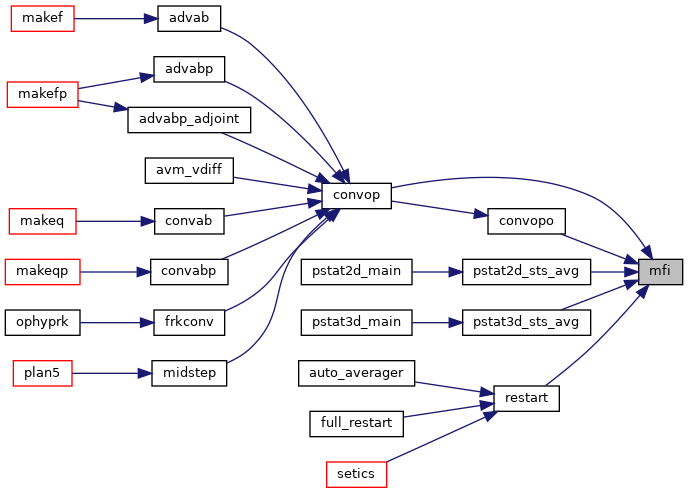 makef
advab
advabp
makefp
advabp_adjoint
avm_vdiff
convop
makeq
convab
convopo
makeqp
convabp
pstat2d_main
pstat2d_sts_avg
mfi
ophyprk
frkconv
pstat3d_main
pstat3d_sts_avg
plan5
midstep
auto_averager
restart
full_restart
setics